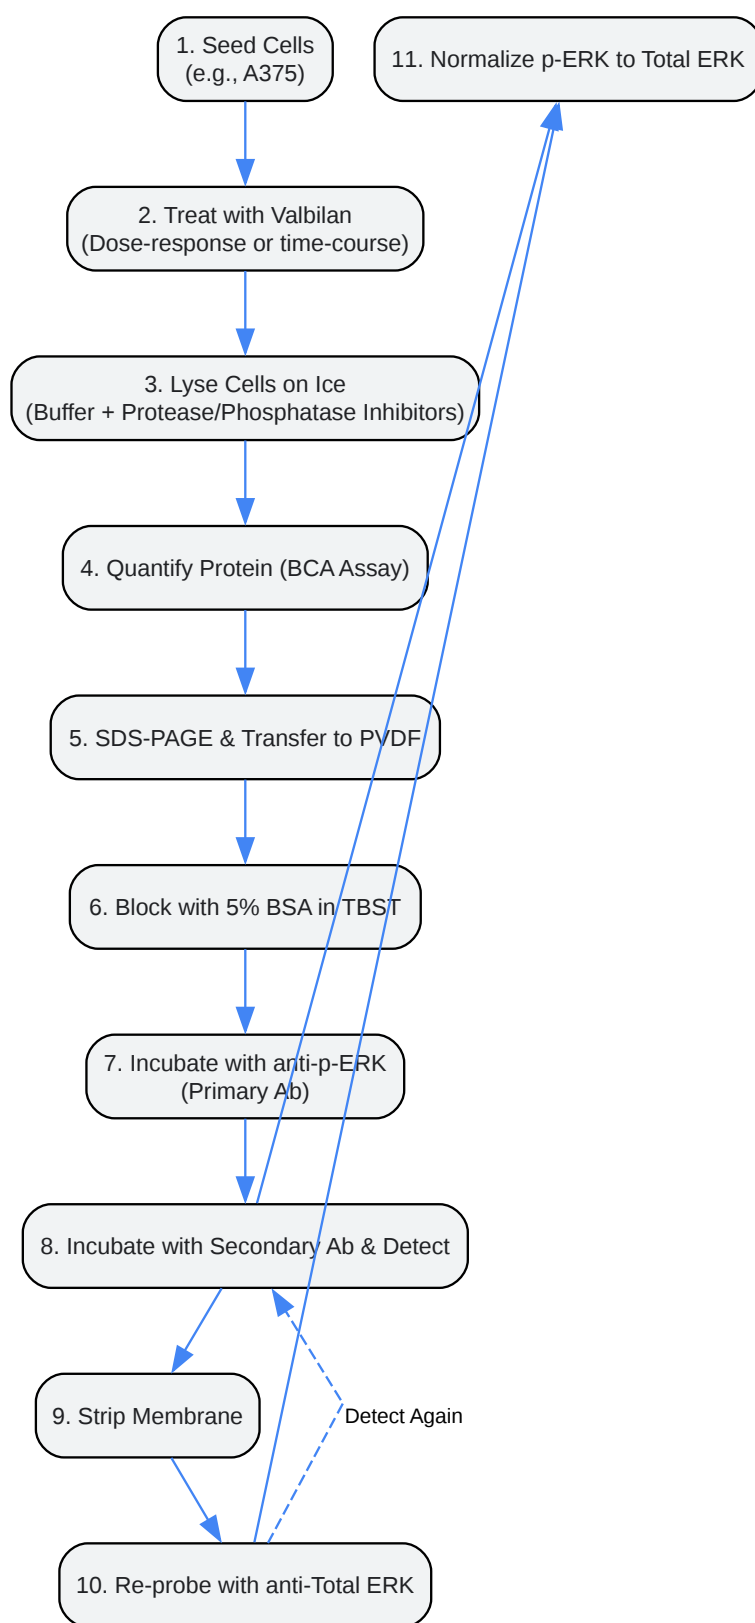 1. Seed Cells
(e.g., A375)
11. Normalize p-ERK to Total ERK
2. Treat with Valbilan
(Dose-response or time-course)
3. Lyse Cells on Ice
(Buffer + Protease/Phosphatase Inhibitors)
4. Quantify Protein (BCA Assay)
5. SDS-PAGE & Transfer to PVDF
6. Block with 5% BSA in TBST
7. Incubate with anti-p-ERK
(Primary Ab)
8. Incubate with Secondary Ab & Detect
9. Strip Membrane
Detect Again
10. Re-probe with anti-Total ERK